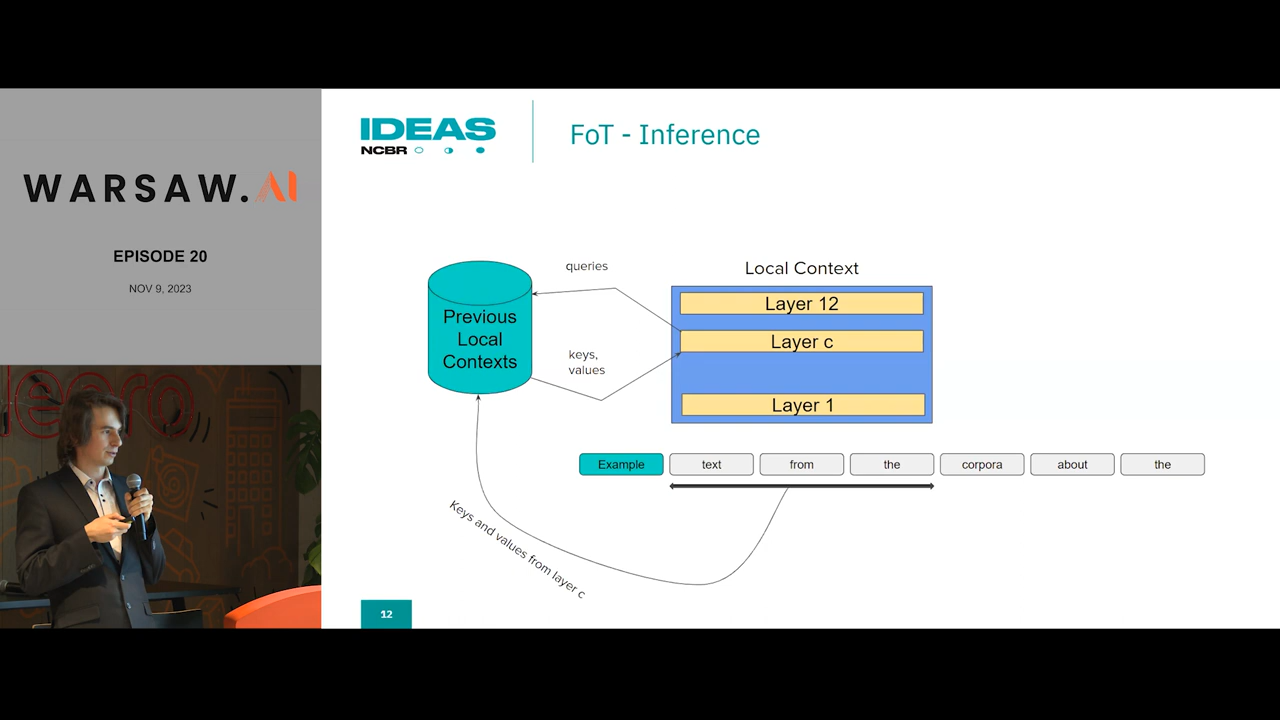 WARSAW.AI
EPISODE 20
NOV 9, 2023
IDEAS
NCBR
FoT - Inference
queries
Local Context
Previous
Local
Contexts
keys,
values
Layer 12
Layer c
Layer 1
Example text from the corpora about the
Keys and values from layer c
12